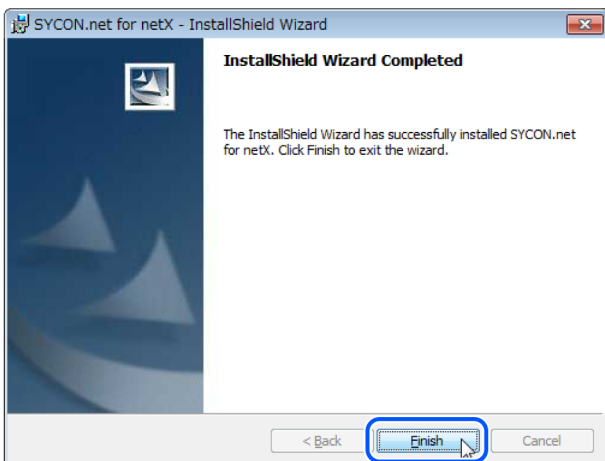 SYCON.net for netX - InstallShield Wizard
InstallShield Wizard Completed
The InstallShield Wizard has successfully installed SYCON.net
for netX. Click Finish to exit the wizard.
< Back Finish Cancel